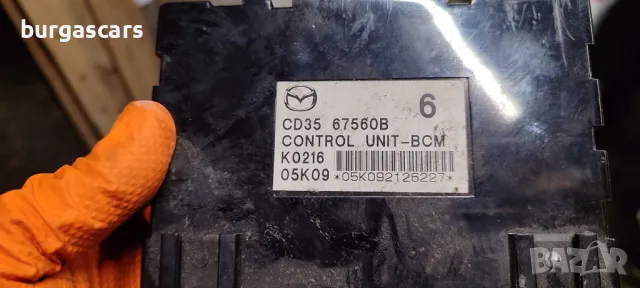 burgascars
6
CD35 67560B
CONTROL UNIT-BCM
K0216
05K09 *05K092126227*
BAZAR